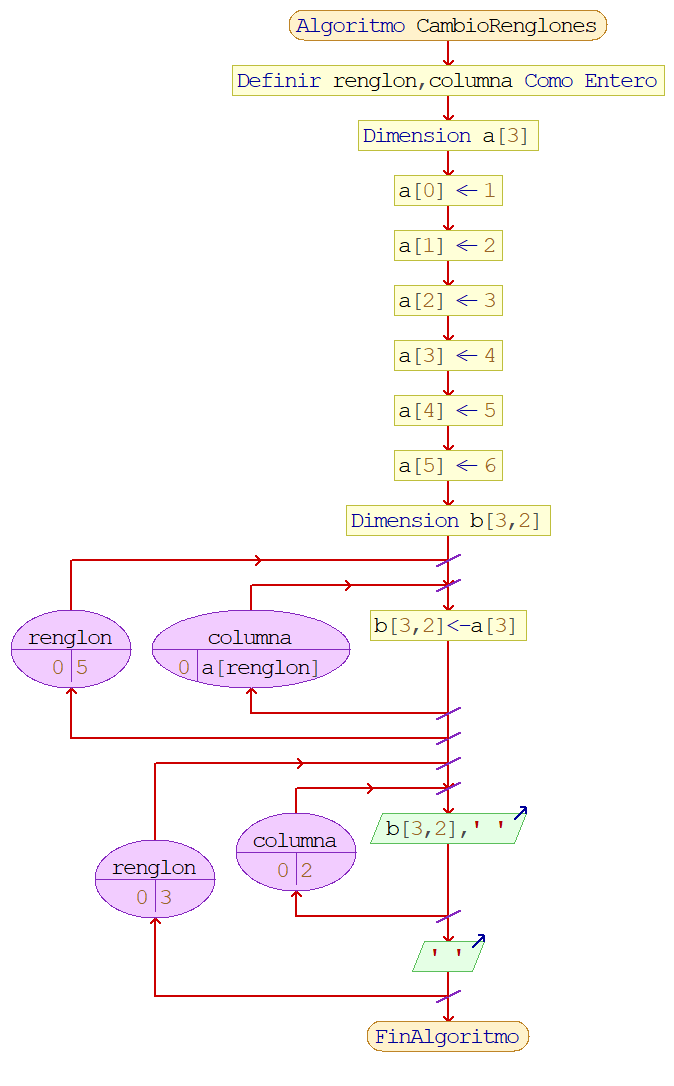 Algoritmo CambioRenglones
Definir renglon,columna Como Entero
Dimension a[3]
a[0] ← 1
a[1] ← 2
a[2] ← 3
a[3] ← 4
a[4] ← 5
a[5] ← 6
Dimension b[3,2]
renglon
0 5
columna
0 a[renglon]
b[3,2]<-a[3]
renglon
0 3
columna
0 2
b[3,2],' '
' '
FinAlgoritmo